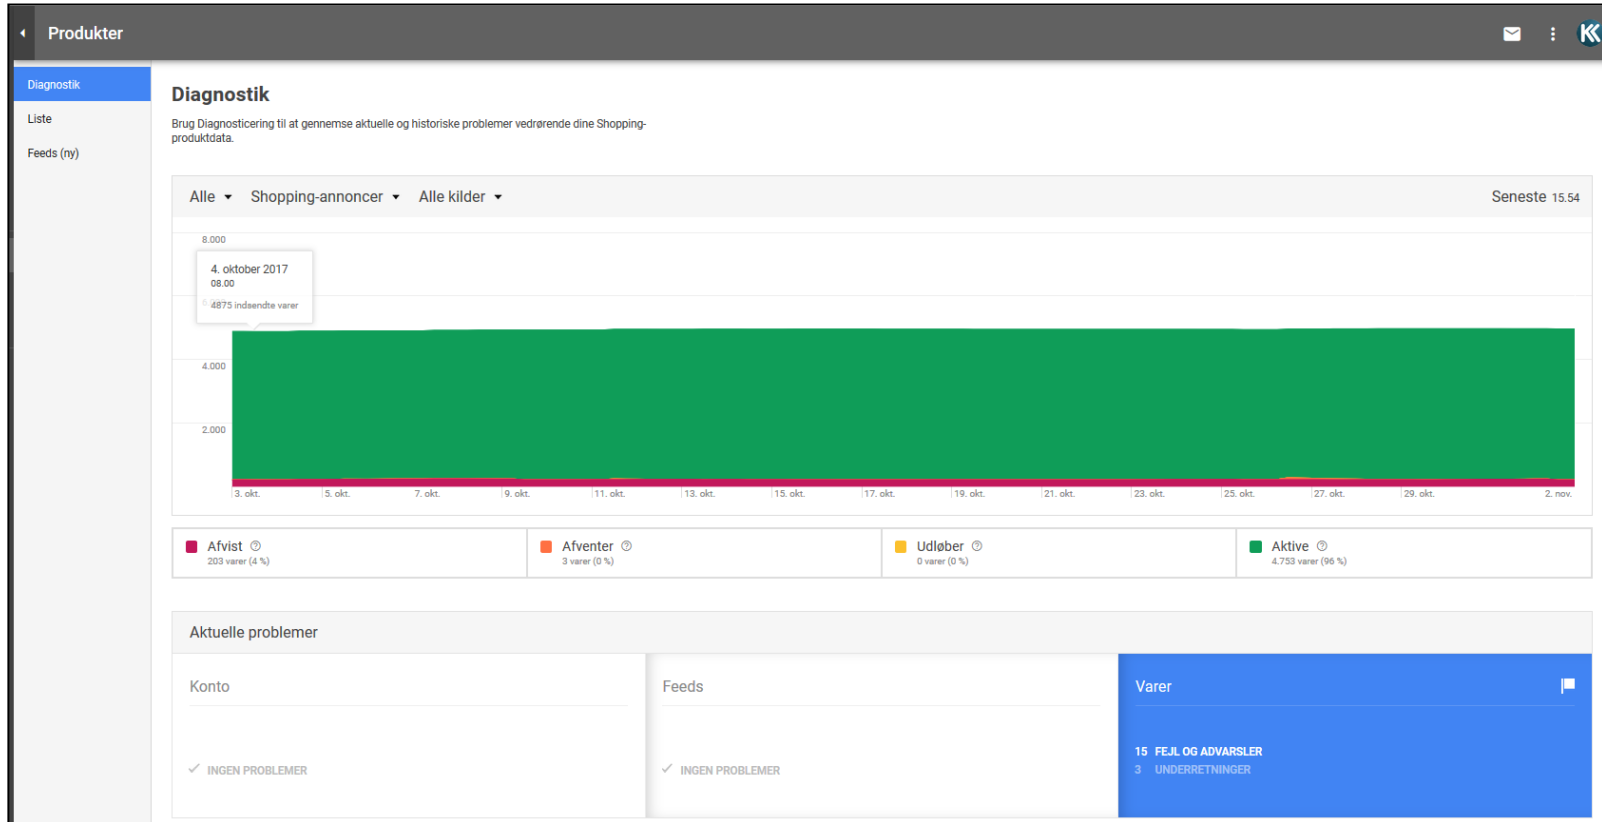 Produkter
Diagnostik
Liste
Feeds (ny)
Diagnostik
Brug Diagnosticering til at gennemse aktuelle og historiske problemer vedrørende dine Shopping-
produktdata.
Alle Shopping-annoncer Alle kilder Seneste 15.54
8.000
4. oktober 2017
08.00
4875 indsendte varer
4.000
2.000
3. okt. 5. okt. 7. okt. 9. okt. 11. okt. 13. okt. 15. okt. 17. okt. 19. okt. 21. okt. 23. okt. 25. okt. 27. okt. 29. okt. 2. nov.
Afvist Afventer Udløber Aktive
203 varer (4 %) 3 varer (0 %) 0 varer (0 %) 4.753 varer (96 %)
Aktuelle problemer
Konto Feeds Varer
15 FEJL OG ADVARSLER
INGEN PROBLEMER INGEN PROBLEMER 3 UNDERRETNINGER